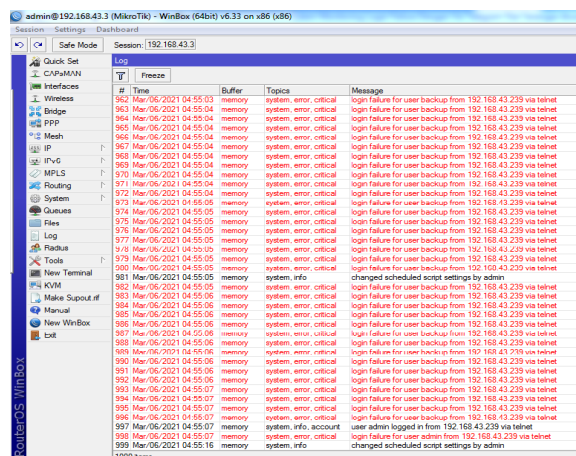 admin@192.168.43.3 (MikroTik) - WinBox (64bit) v6.33 on x86 (x86)
Session Settings Dashboard
Safe Mode Session: 192.168.43.3
Quick Set
CAPsMAN
Interfaces
Wireless
Bridge
PPP
Mesh
IP
IPv6
MPLS
Routing
System
Queues
Files
Log
Radius
Tools
New Terminal
KVM
Make Supout.rif
Manual
New WinBox
Exit
RouterOS WinBox
Log
Freeze
# Time Buffer Topics Message
962 Mar/06/2021 04:55:03 memory system, error, critical login failure for user backup from 192.168.43.239 via telnet
963 Mar/06/2021 04:55:04 memory system, error, critical login failure for user backup from 192.168.43.239 via telnet
964 Mar/06/2021 04:55:04 memory system, error, critical login failure for user backup from 192.168.43.239 via telnet
965 Mar/06/2021 04:55:04 memory system, error, critical login failure for user backup from 192.168.43.239 via telnet
966 Mar/06/2021 04:55:04 memory system, error, critical login failure for user backup from 192.168.43.239 via telnet
967 Mar/06/2021 04:55:04 memory system, error, critical login failure for user backup from 192.168.43.239 via telnet
968 Mar/06/2021 04:55:04 memory system, error, critical login failure for user backup from 192.168.43.239 via telnet
969 Mar/06/2021 04:55:04 memory system, error, critical login failure for user backup from 192.168.43.239 via telnet
970 Mar/06/2021 04:55:04 memory system, error, critical login failure for user backup from 192.168.43.239 via telnet
971 Mar/06/2021 04:55:04 memory system, error, critical login failure for user backup from 192.168.43.239 via telnet
972 Mar/06/2021 04:55:04 memory system, error, critical login failure for user backup from 192.168.43.239 via telnet
973 Mar/06/2021 04:55:05 memory system, error, critical login failure for user backup from 192.168.43.239 via telnet
974 Mar/06/2021 04:55:05 memory system, error, critical login failure for user backup from 192.168.43.239 via telnet
975 Mar/06/2021 04:55:05 memory system, error, critical login failure for user backup from 192.168.43.239 via telnet
976 Mar/06/2021 04:55:05 memory system, error, critical login failure for user backup from 192.168.43.239 via telnet
977 Mar/06/2021 04:55:05 memory system, error, critical login failure for user backup from 192.168.43.239 via telnet
978 Mar/06/2021 04:55:05 memory system, error, critical login failure for user backup from 192.168.43.239 via telnet
979 Mar/06/2021 04:55:05 memory system, error, critical login failure for user backup from 192.168.43.239 via telnet
980 Mar/06/2021 04:55:05 memory system, error, critical login failure for user backup from 192.168.43.239 via telnet
981 Mar/06/2021 04:55:05 memory system, info changed scheduled script settings by admin
982 Mar/06/2021 04:55:06 memory system, error, critical login failure for user backup from 192.168.43.239 via telnet
983 Mar/06/2021 04:55:06 memory system, error, critical login failure for user backup from 192.168.43.239 via telnet
984 Mar/06/2021 04:55:06 memory system, error, critical login failure for user backup from 192.168.43.239 via telnet
985 Mar/06/2021 04:55:06 memory system, error, critical login failure for user backup from 192.168.43.239 via telnet
986 Mar/06/2021 04:55:06 memory system, error, critical login failure for user backup from 192.168.43.239 via telnet
987 Mar/06/2021 04:55:06 memory system, error, critical login failure for user backup from 192.168.43.239 via telnet
988 Mar/06/2021 04:55:06 memory system, error, critical login failure for user backup from 192.168.43.239 via telnet
989 Mar/06/2021 04:55:06 memory system, error, critical login failure for user backup from 192.168.43.239 via telnet
990 Mar/06/2021 04:55:06 memory system, error, critical login failure for user backup from 192.168.43.239 via telnet
991 Mar/06/2021 04:55:06 memory system, error, critical login failure for user backup from 192.168.43.239 via telnet
992 Mar/06/2021 04:55:06 memory system, error, critical login failure for user backup from 192.168.43.239 via telnet
993 Mar/06/2021 04:55:07 memory system, error, critical login failure for user backup from 192.168.43.239 via telnet
994 Mar/06/2021 04:55:07 memory system, error, critical login failure for user backup from 192.168.43.239 via telnet
995 Mar/06/2021 04:55:07 memory system, error, critical login failure for user backup from 192.168.43.239 via telnet
996 Mar/06/2021 04:55:07 memory system, error, critical login failure for user backup from 192.168.43.239 via telnet
997 Mar/06/2021 04:55:07 memory system, info, account user admin logged in from 192.168.43.239 via telnet
998 Mar/06/2021 04:55:07 memory system, error, critical login failure for user admin from 192.168.43.239 via telnet
999 Mar/06/2021 04:55:16 memory system, info changed scheduled script settings by admin